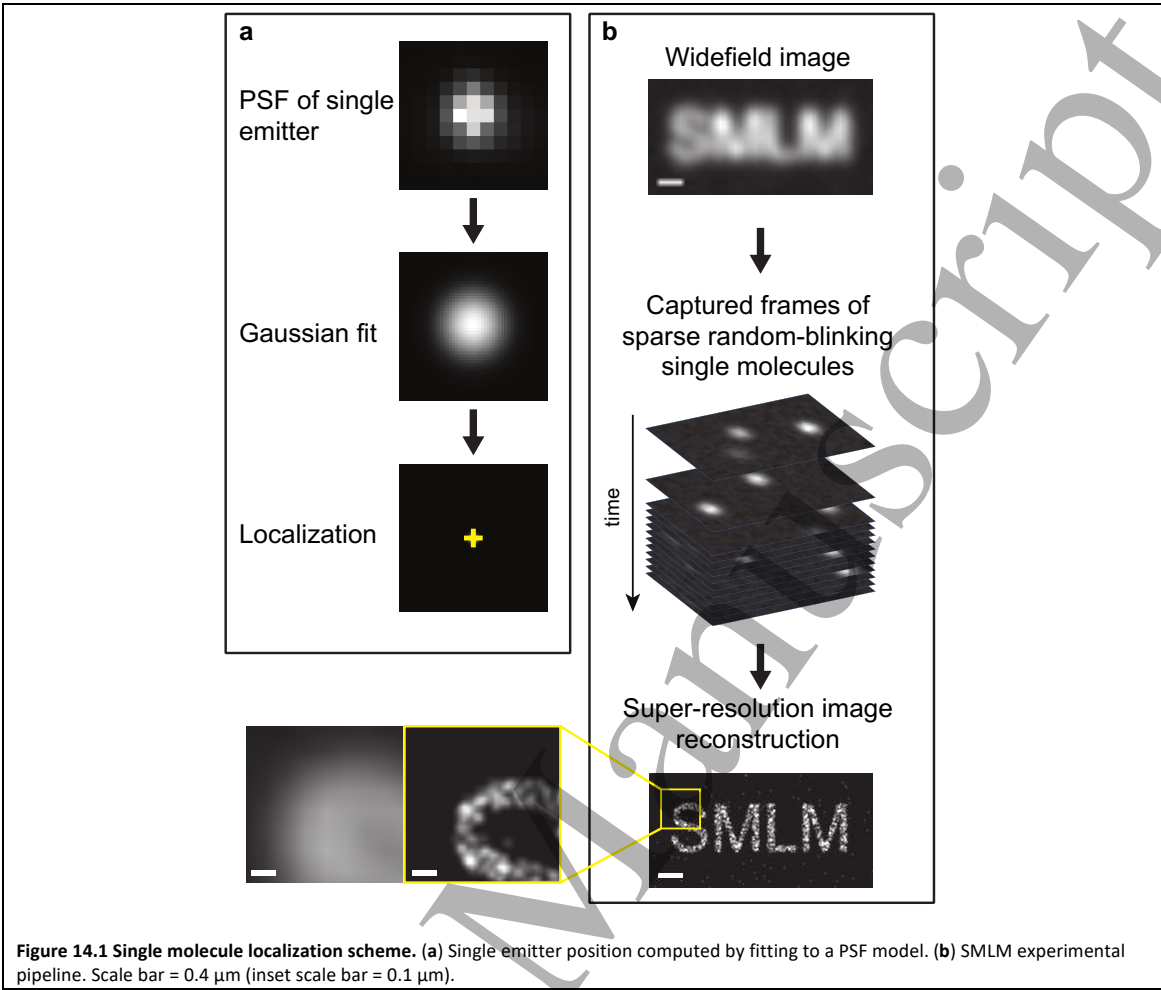 a
PSF of single
emitter
Gaussian fit
Localization
b
Widefield image
SMLM
Captured frames of
sparse random-blinking
single molecules
time
Super-resolution image
reconstruction
SMLM
Manuscript
Figure 14.1 Single molecule localization scheme. (a) Single emitter position computed by fitting to a PSF model. (b) SMLM experimental
pipeline. Scale bar = 0.4 μm (inset scale bar = 0.1 μm).